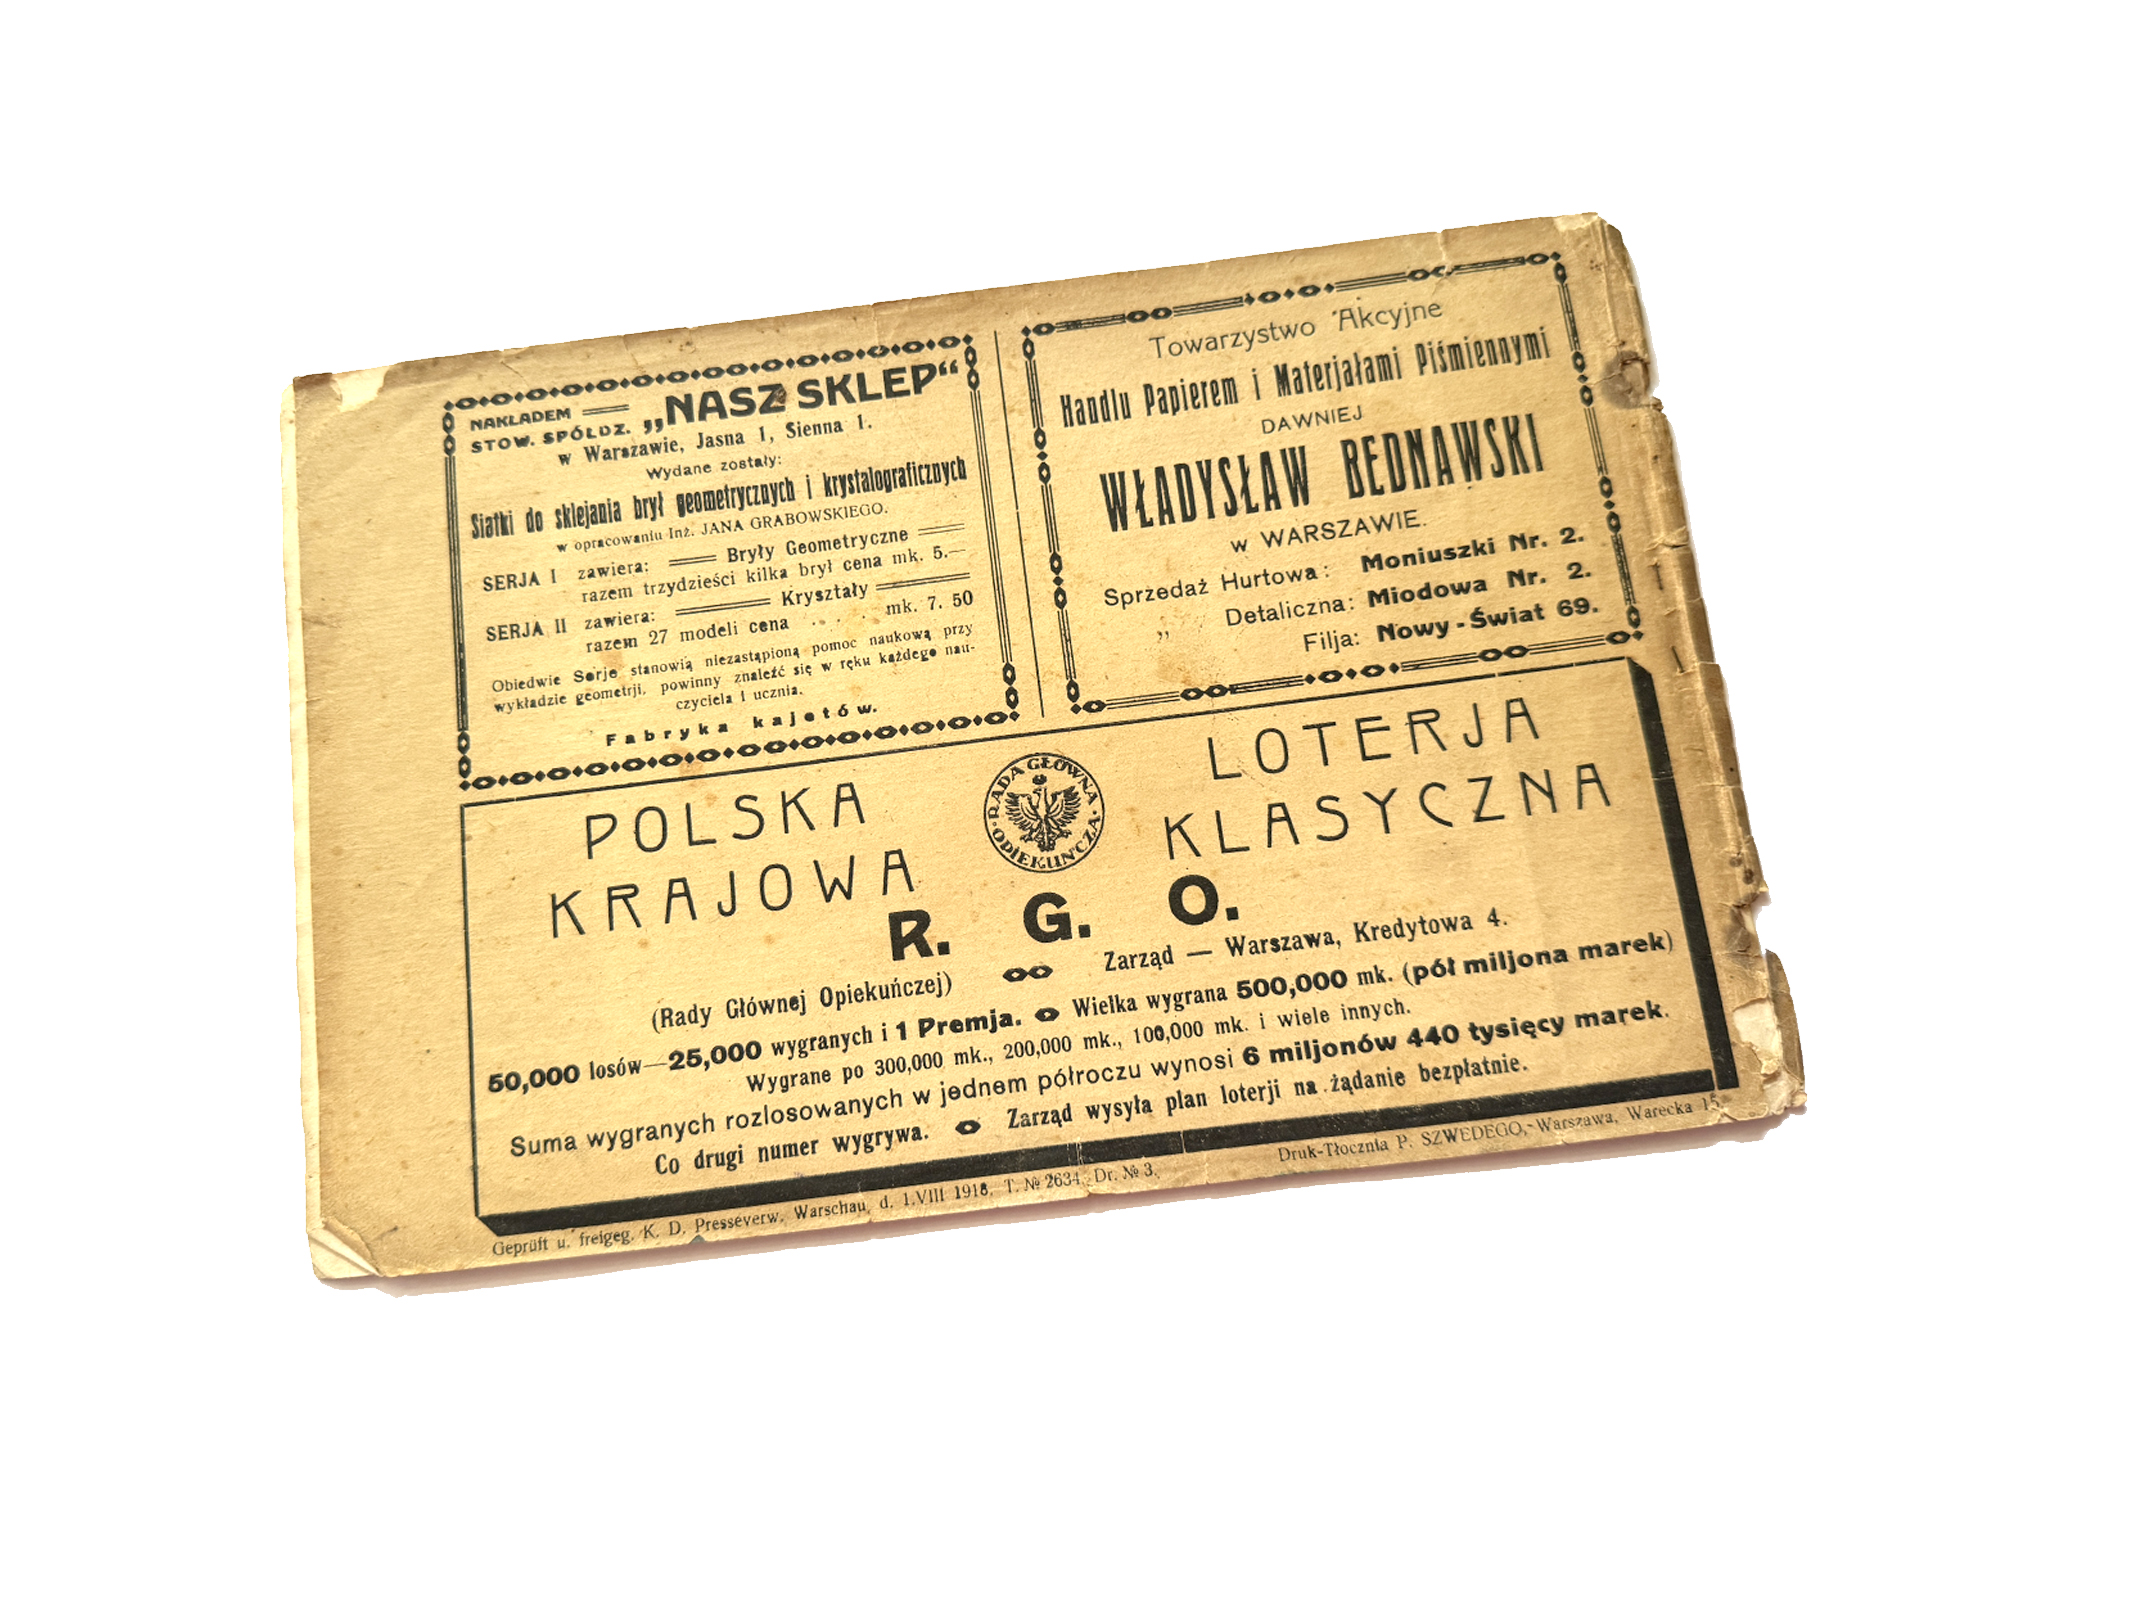 NAKŁADEM
STOW. SPÓŁDZ. „NASZ SKLEP“
w Warszawie, Jasna 1, Sienna 1.
Wydane zostały:
Siatki do sklejania brył geometrycznych i krystalograficznych
w opracowaniu Inż. JANA GRABOWSKIEGO.
SERJA I zawiera: Bryły Geometryczne
razem trzydzieści kilka brył cena mk. 5.—
SERJA II zawiera: Kryształy
razem 27 modeli cena . . . mk. 7. 50
Obiedwie Serje stanowią niezastąpioną pomoc naukową przy
wykładzie geometrji, powinny znaleźć się w ręku każdego nau-
czyciela i ucznia.
Fabryka kajetów.
Towarzystwo Akcyjne
Handlu Papierem i Materjałami Piśmiennymi
DAWNIEJ
WŁADYSŁAW BEDNAWSKI
w WARSZAWIE.
Sprzedaż Hurtowa: Moniuszki Nr. 2.
„ Detaliczna: Miodowa Nr. 2.
Filja: Nowy-Świat 69.
POLSKA
KRAJOWA
RADA GŁÓWNA OPIEKUŃCZA
LOTERJA
KLASYCZNA
R. G. O.
(Rady Głównej Opiekuńczej) Zarząd — Warszawa, Kredytowa 4.
50,000 losów—25,000 wygranych i 1 Premja. Wielka wygrana 500,000 mk. (pół miljona marek)
Wygrane po 300,000 mk., 200,000 mk., 100,000 mk. i wiele innych.
Suma wygranych rozlosowanych w jednem półroczu wynosi 6 miljonów 440 tysięcy marek.
Co drugi numer wygrywa. Zarząd wysyła plan loterji na żądanie bezpłatnie.
Geprüft u. freigeg. K. D. Presseverw. Warschau, d. 1.VIII 1918. T. № 2634. Dr. № 3.
Druk-Tłocznia P. SZWEDEGO,-Warszawa, Warecka 15.